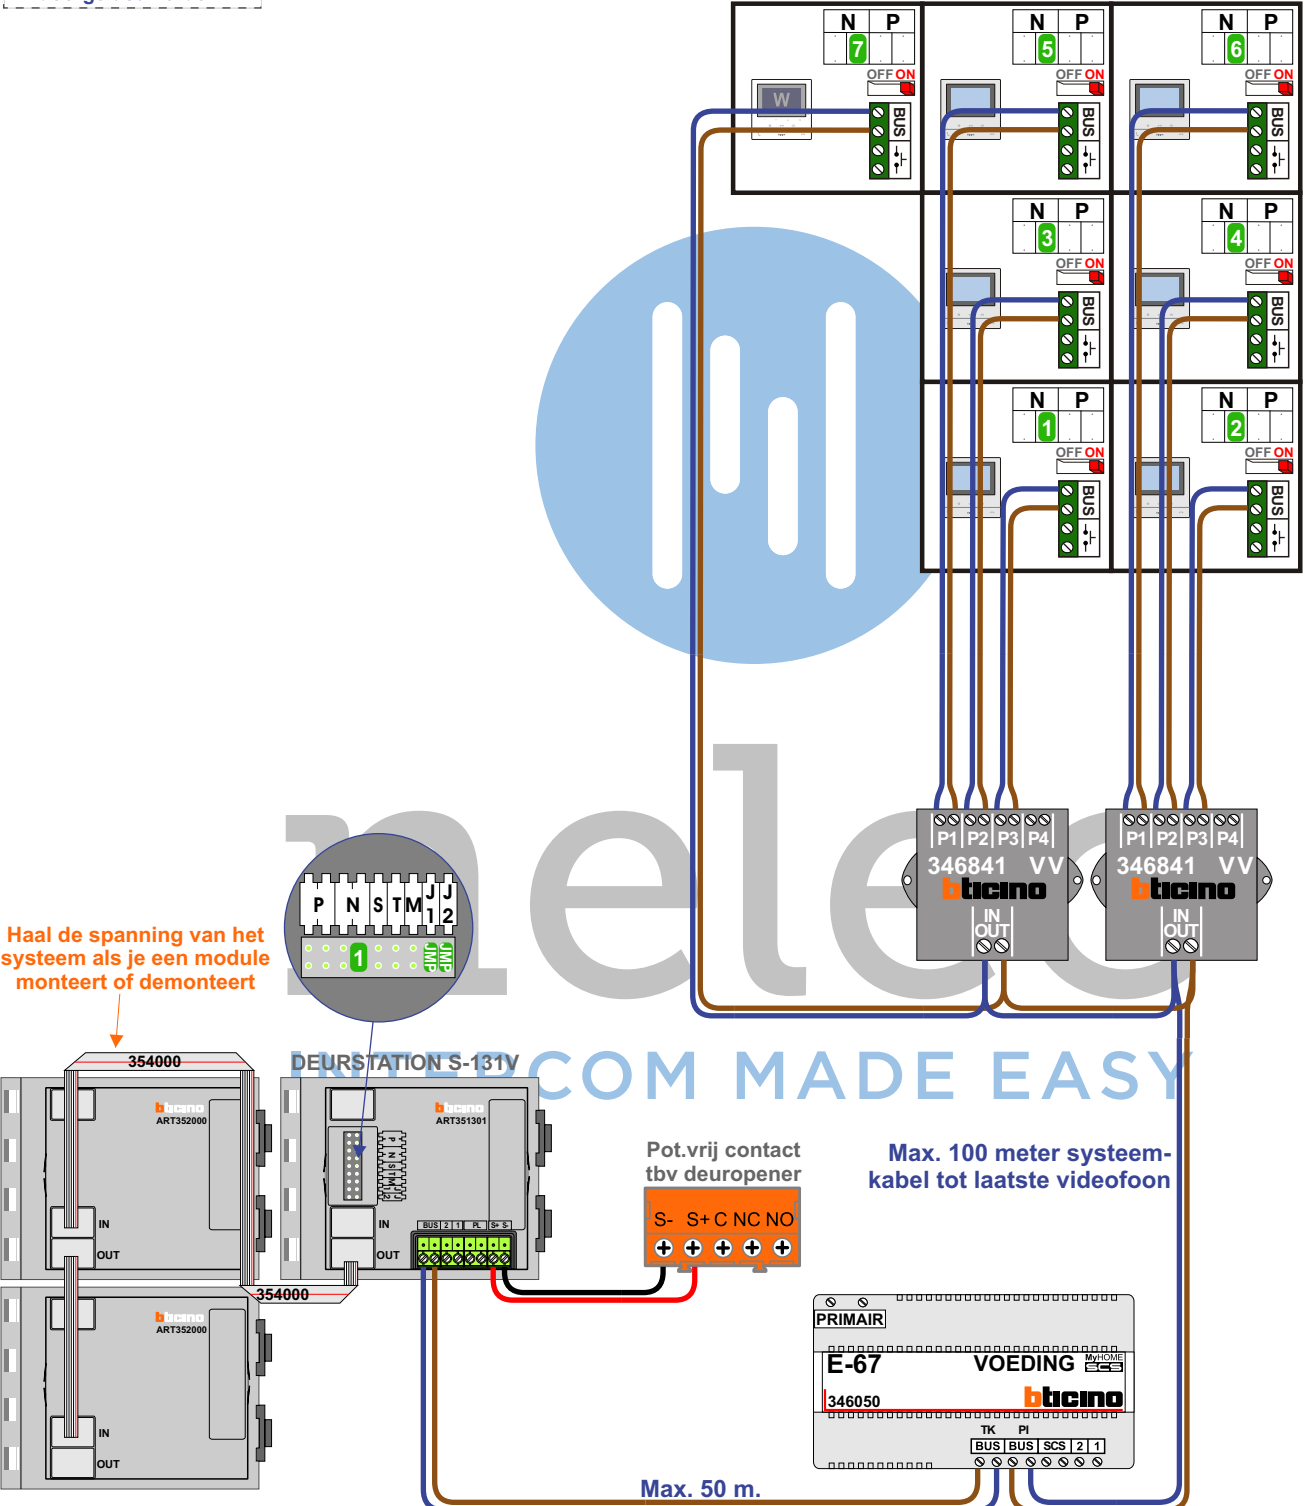 N P
7
OFF ON
BUS
W
N P
5
OFF ON
BUS
N P
6
OFF ON
BUS
N P
3
OFF ON
BUS
N P
4
OFF ON
BUS
N P
1
OFF ON
BUS
N P
2
OFF ON
BUS
P1 P2 P3 P4
346841 VV
bticino
IN
OUT
P1 P2 P3 P4
346841 VV
bticino
IN
OUT
nelec
INTERCOM MADE EASY
P N S T M J1 J2
1 JMP JMP
Haal de spanning van het
systeem als je een module
monteert of demonteert
354000
bticino
ART352000
IN
OUT
354000
bticino
ART352000
IN
OUT
DEURSTATION S-131V
bticino
ART351301
P N S T M J1 J2
IN
OUT
BUS 2 1 PL S+ S-
Pot.vrij contact
tbv deuropener
S- S+ C NC NO
Max. 100 meter systeem-
kabel tot laatste videofoon
PRIMAIR
E-67 VOEDING MyHOME
SCS
346050 bticino
TK PI
BUS BUS SCS 2 1
Max. 50 m.